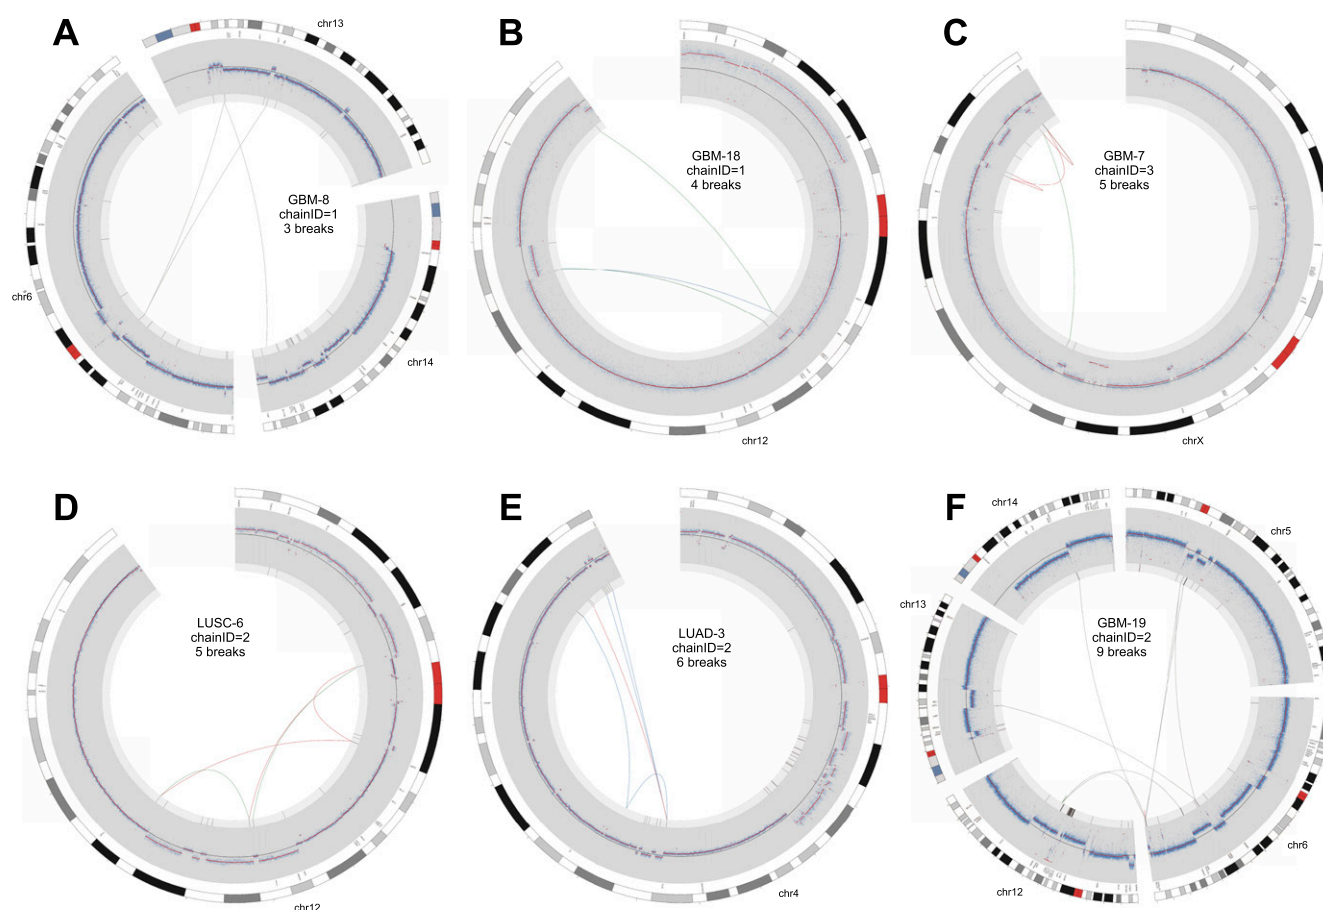 A
chr13
GBM-8
chainID=1
3 breaks
chr6
chr14
B
GBM-18
chainID=1
4 breaks
chr12
C
GBM-7
chainID=3
5 breaks
chrX
D
LUSC-6
chainID=2
5 breaks
chr12
E
LUAD-3
chainID=2
6 breaks
chr4
F
chr14
chr5
chr13
GBM-19
chainID=2
9 breaks
chr6
chr12